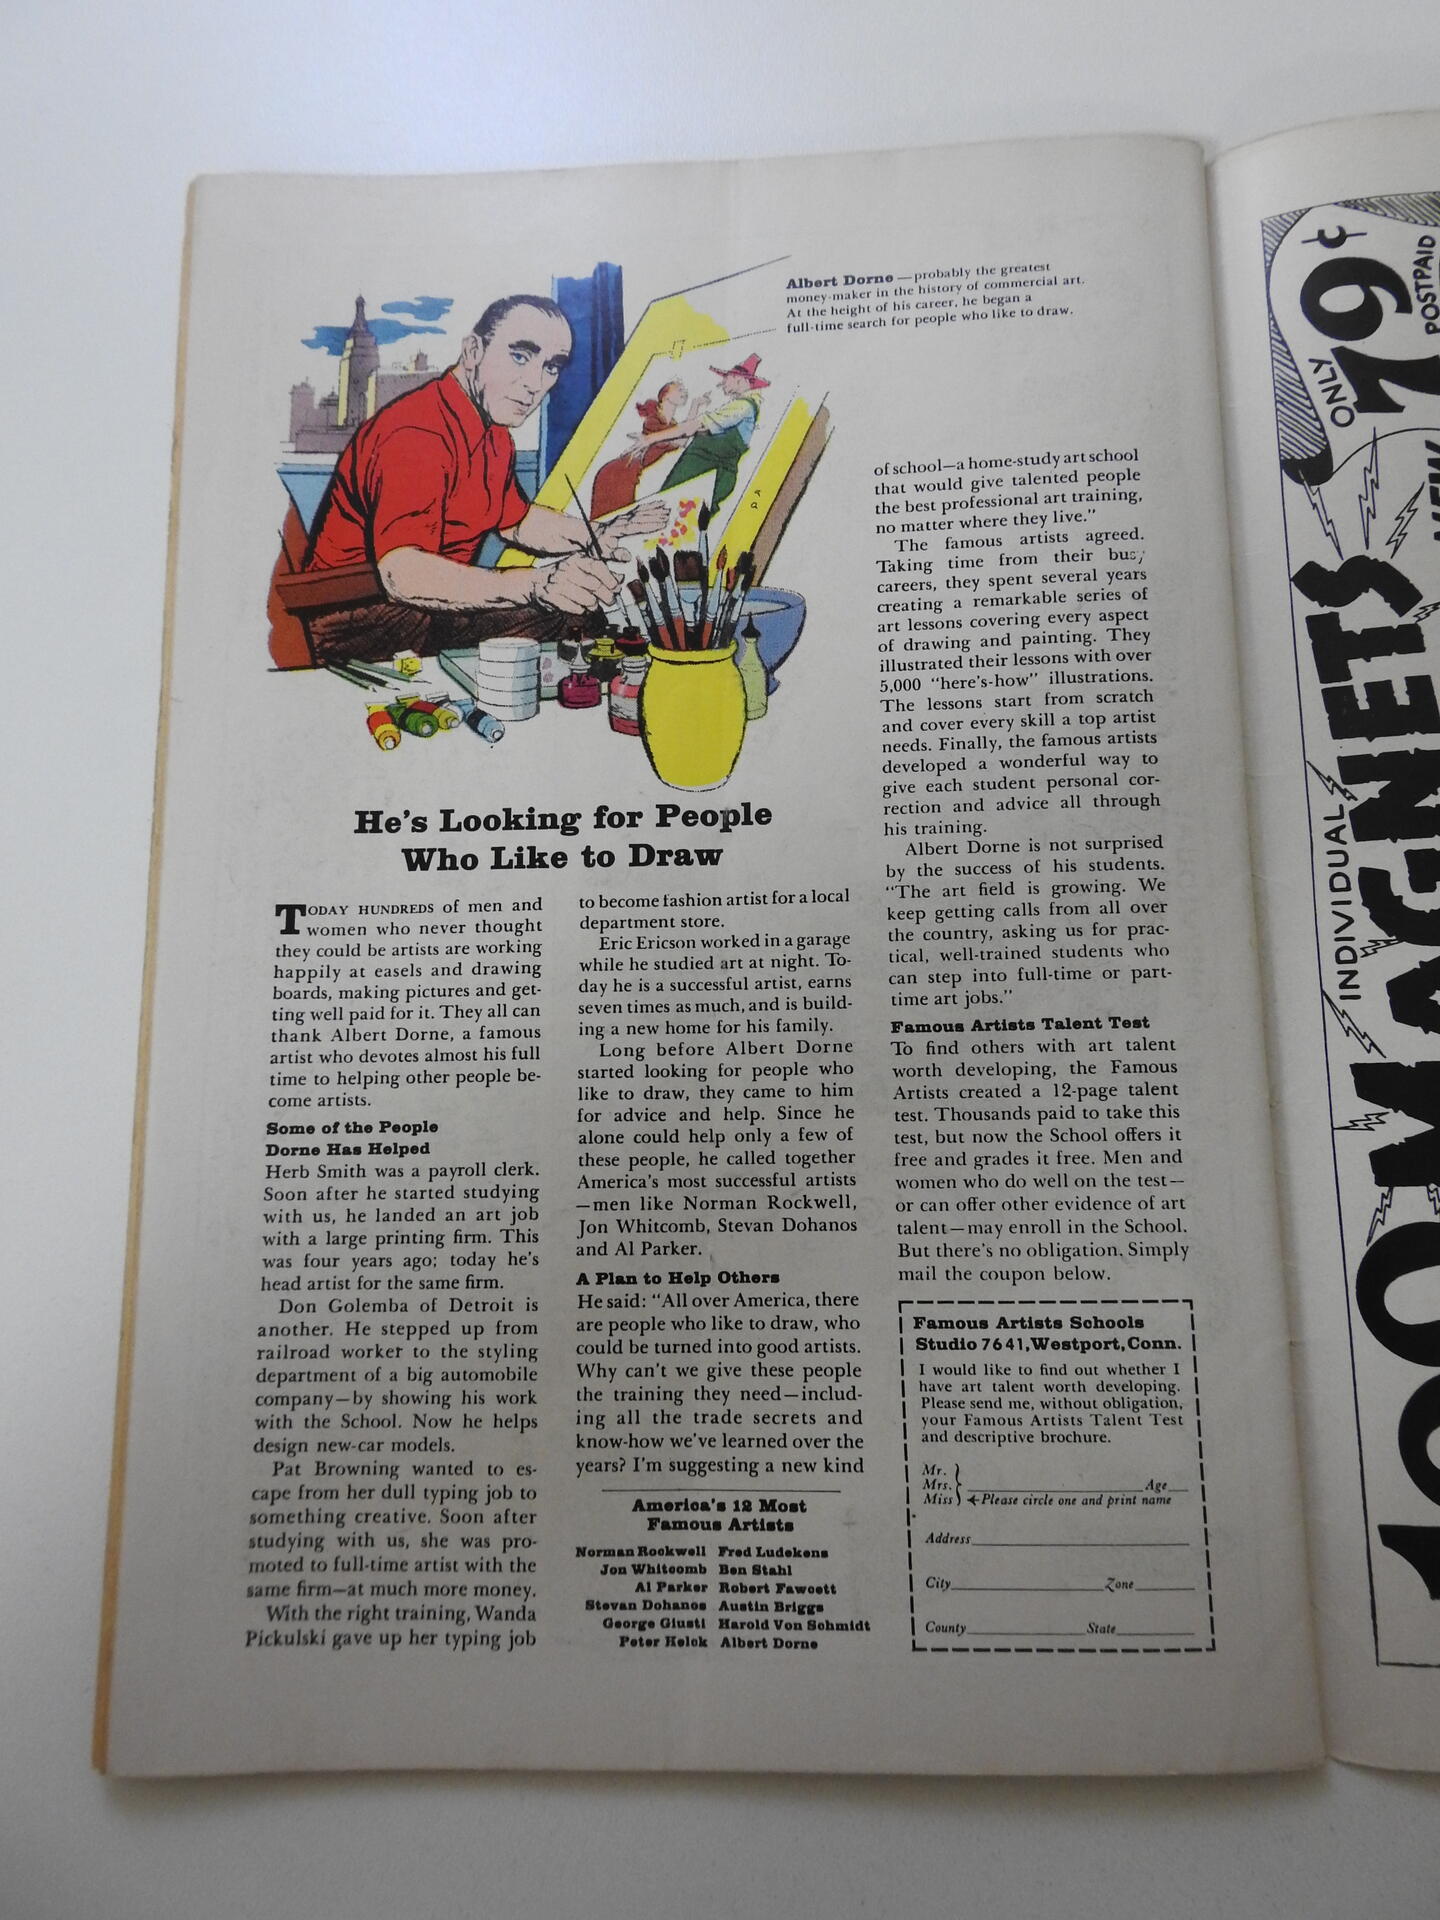 Albert Dorne — probably the greatest
money-maker in the history of commercial art.
At the height of his career, he began a
full-time search for people who like to draw.
He's Looking for People
Who Like to Draw
TODAY HUNDREDS of men and
women who never thought
they could be artists are working
happily at easels and drawing
boards, making pictures and get-
ting well paid for it. They all can
thank Albert Dorne, a famous
artist who devotes almost his full
time to helping other people be-
come artists.
Some of the People
Dorne Has Helped
Herb Smith was a payroll clerk.
Soon after he started studying
with us, he landed an art job
with a large printing firm. This
was four years ago; today he's
head artist for the same firm.
Don Golemba of Detroit is
another. He stepped up from
railroad worker to the styling
department of a big automobile
company—by showing his work
with the School. Now he helps
design new-car models.
Pat Browning wanted to es-
cape from her dull typing job to
something creative. Soon after
studying with us, she was pro-
moted to full-time artist with the
same firm—at much more money.
With the right training, Wanda
Pickulski gave up her typing job
to become fashion artist for a local
department store.
Eric Ericson worked in a garage
while he studied art at night. To-
day he is a successful artist, earns
seven times as much, and is build-
ing a new home for his family.
Long before Albert Dorne
started looking for people who
like to draw, they came to him
for advice and help. Since he
alone could help only a few of
these people, he called together
America's most successful artists
—men like Norman Rockwell,
Jon Whitcomb, Stevan Dohanos
and Al Parker.
A Plan to Help Others
He said: "All over America, there
are people who like to draw, who
could be turned into good artists.
Why can't we give these people
the training they need—includ-
ing all the trade secrets and
know-how we've learned over the
years? I'm suggesting a new kind
America's 12 Most
Famous Artists
Norman Rockwell Fred Ludekens
Jon Whitcomb Ben Stahl
Al Parker Robert Fawcett
Stevan Dohanos Austin Briggs
George Giusti Harold Von Schmidt
Peter Helck Albert Dorne
of school—a home-study art school
that would give talented people
the best professional art training,
no matter where they live."
The famous artists agreed.
Taking time from their busy
careers, they spent several years
creating a remarkable series of
art lessons covering every aspect
of drawing and painting. They
illustrated their lessons with over
5,000 "here's-how" illustrations.
The lessons start from scratch
and cover every skill a top artist
needs. Finally, the famous artists
developed a wonderful way to
give each student personal cor-
rection and advice all through
his training.
Albert Dorne is not surprised
by the success of his students.
"The art field is growing. We
keep getting calls from all over
the country, asking us for prac-
tical, well-trained students who
can step into full-time or part-
time art jobs."
Famous Artists Talent Test
To find others with art talent
worth developing, the Famous
Artists created a 12-page talent
test. Thousands paid to take this
test, but now the School offers it
free and grades it free. Men and
women who do well on the test—
or can offer other evidence of art
talent—may enroll in the School.
But there's no obligation. Simply
mail the coupon below.
Famous Artists Schools
Studio 7641, Westport, Conn.
I would like to find out whether I
have art talent worth developing.
Please send me, without obligation,
your Famous Artists Talent Test
and descriptive brochure.
Mr.
Mrs. Age
Miss Please circle one and print name
Address
City Zone
County State
ONLY 79¢
POSTPAID
INDIVIDUAL
MAGNETS